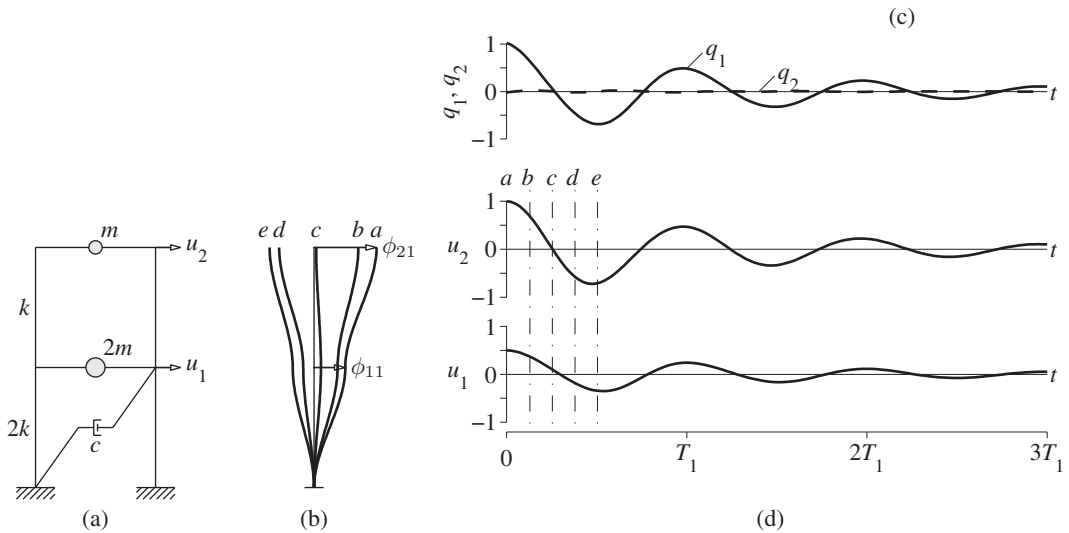 (c)
q₁, q₂
1
0
−1
q₁
q₂
t
a b c d e
u₂
1
0
−1
t
u₁
1
0
−1
t
0
T₁
2T₁
3T₁
(d)
m
u₂
k
2m
u₁
2k
c
(a)
e d c b a
ϕ₂₁
ϕ₁₁
(b)